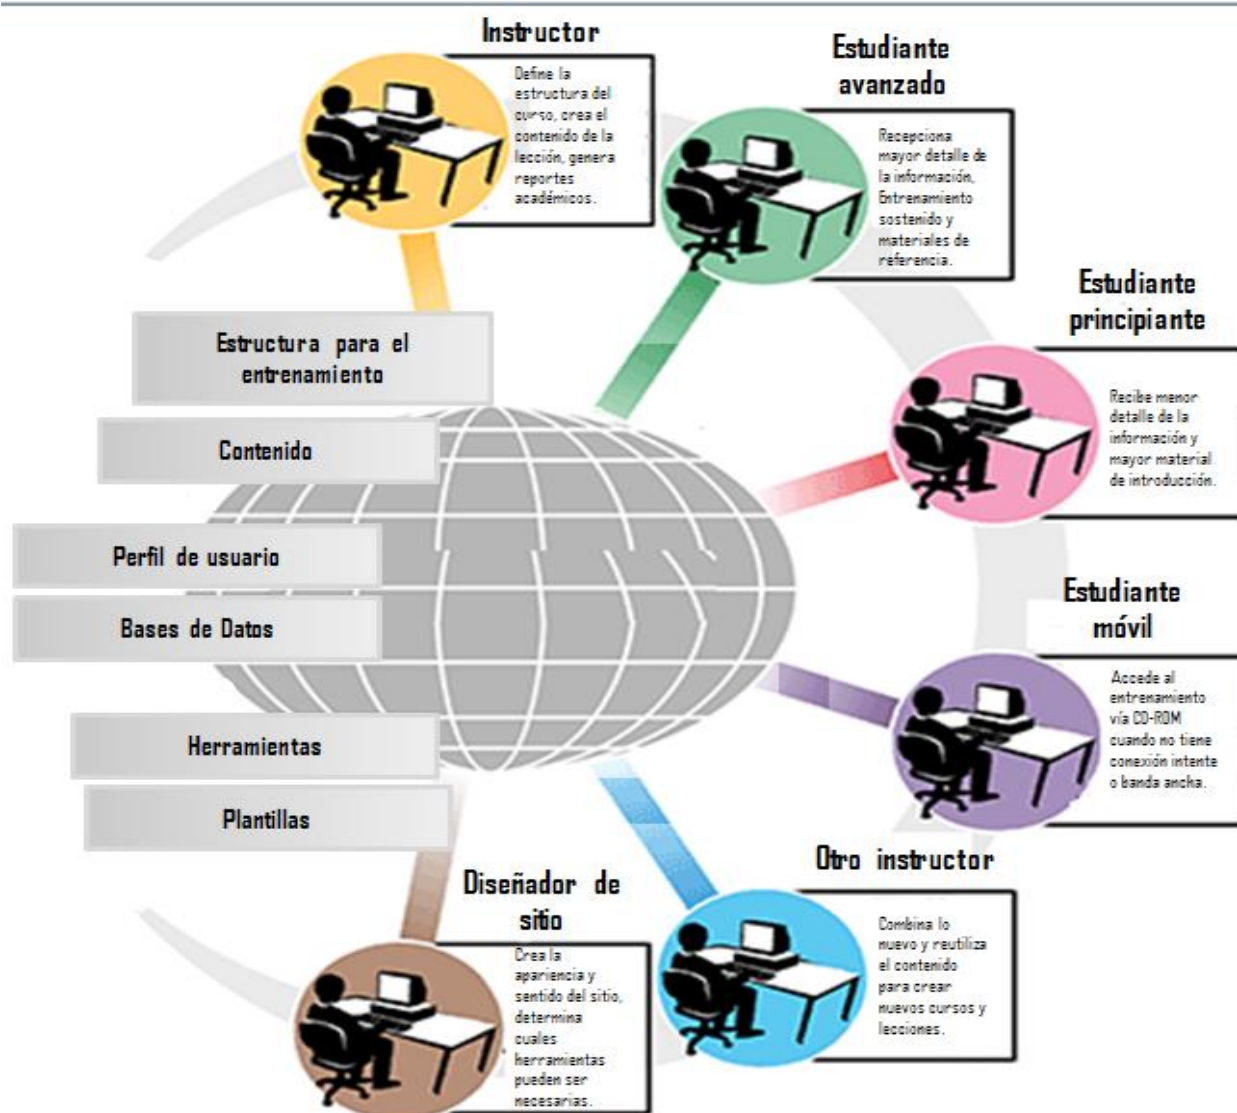 Instructor
Define la
estructura del
curso, crea el
contenido de la
lección, genera
reportes
académicos.
Estudiante
avanzado
Recepciona
mayor detalle de
la información,
Entrenamiento
sostenido y
materiales de
referencia.
Estudiante
principiante
Recibe menor
detalle de la
información y
mayor material
de introducción.
Estructura para el
entrenamiento
Contenido
Perfil de usuario
Bases de Datos
Herramientas
Plantillas
Estudiante
móvil
Accede al
entrenamiento
vía CD-ROM
cuando no tiene
conexión intente
o banda ancha.
Otro instructor
Combina lo
nuevo y reutiliza
el contenido
para crear
nuevos cursos y
lecciones.
Diseñador de
sitio
Crea la
apariencia y
sentido del sitio,
determina
cuales
herramientas
pueden ser
necesarias.